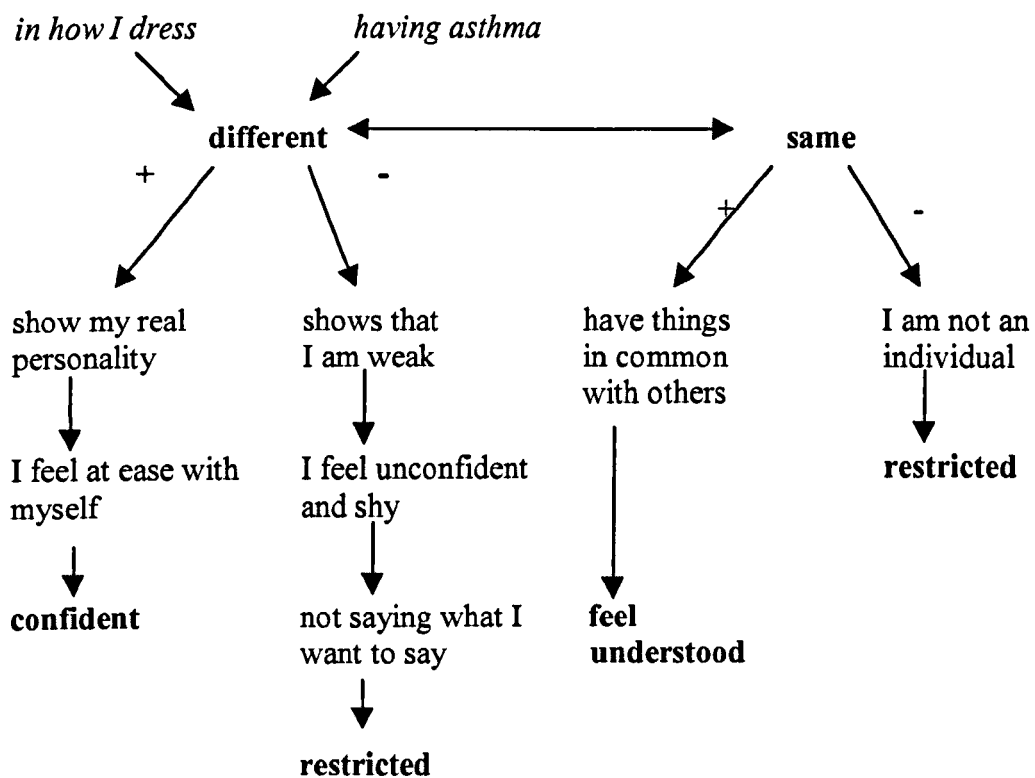 in how I dress
having asthma
different
same
+
-
+
-
show my real
personality
shows that
I am weak
have things
in common
with others
I am not an
individual
I feel at ease with
myself
I feel unconfident
and shy
restricted
confident
not saying what I
want to say
feel
understood
restricted